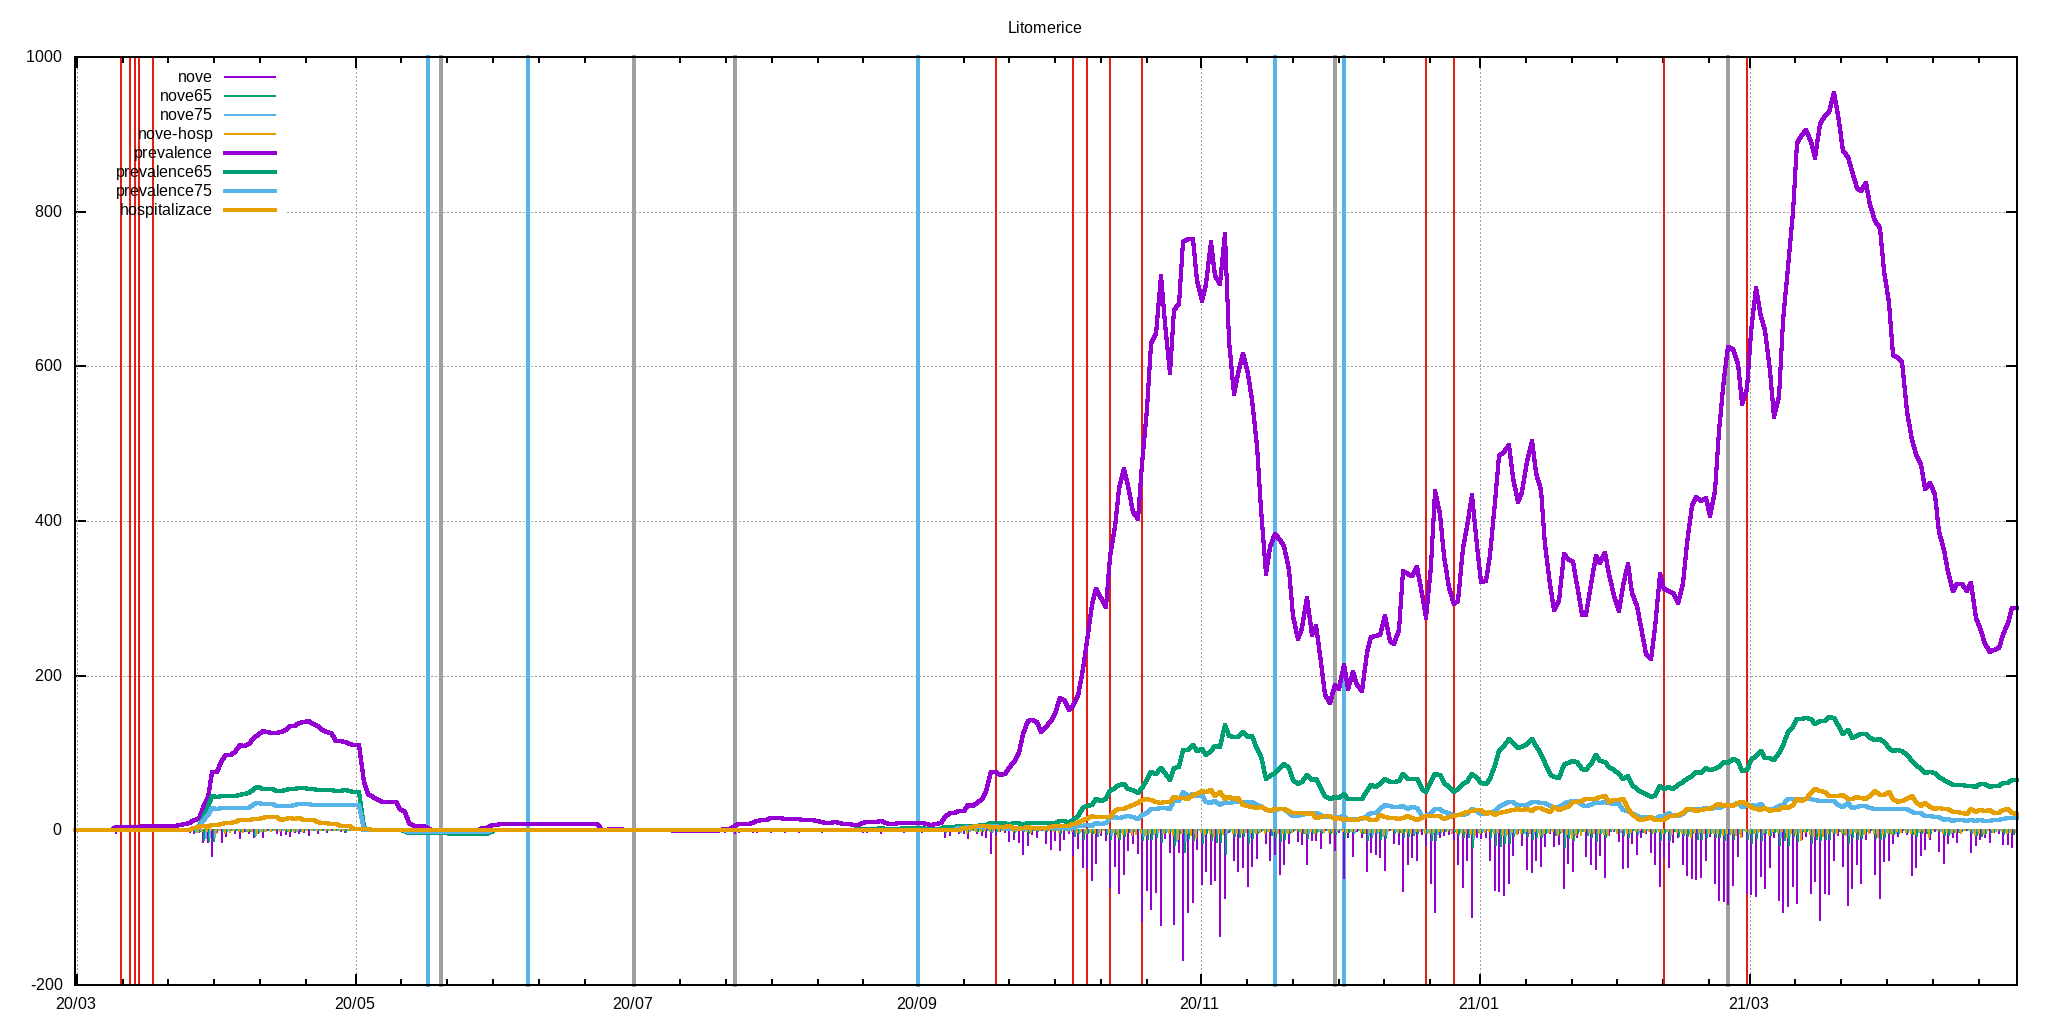 Litomerice
1000
800
600
400
200
0
-200
nove
nove65
nove75
nove-hosp
prevalence
prevalence65
prevalence75
hospitalizace
20/03 20/05 20/07 20/09 20/11 21/01 21/03